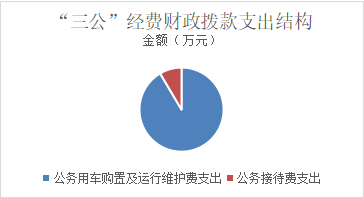 “三公”经费财政拨款支出结构
金额（万元）
公务用车购置及运行维护费支出 公务接待费支出